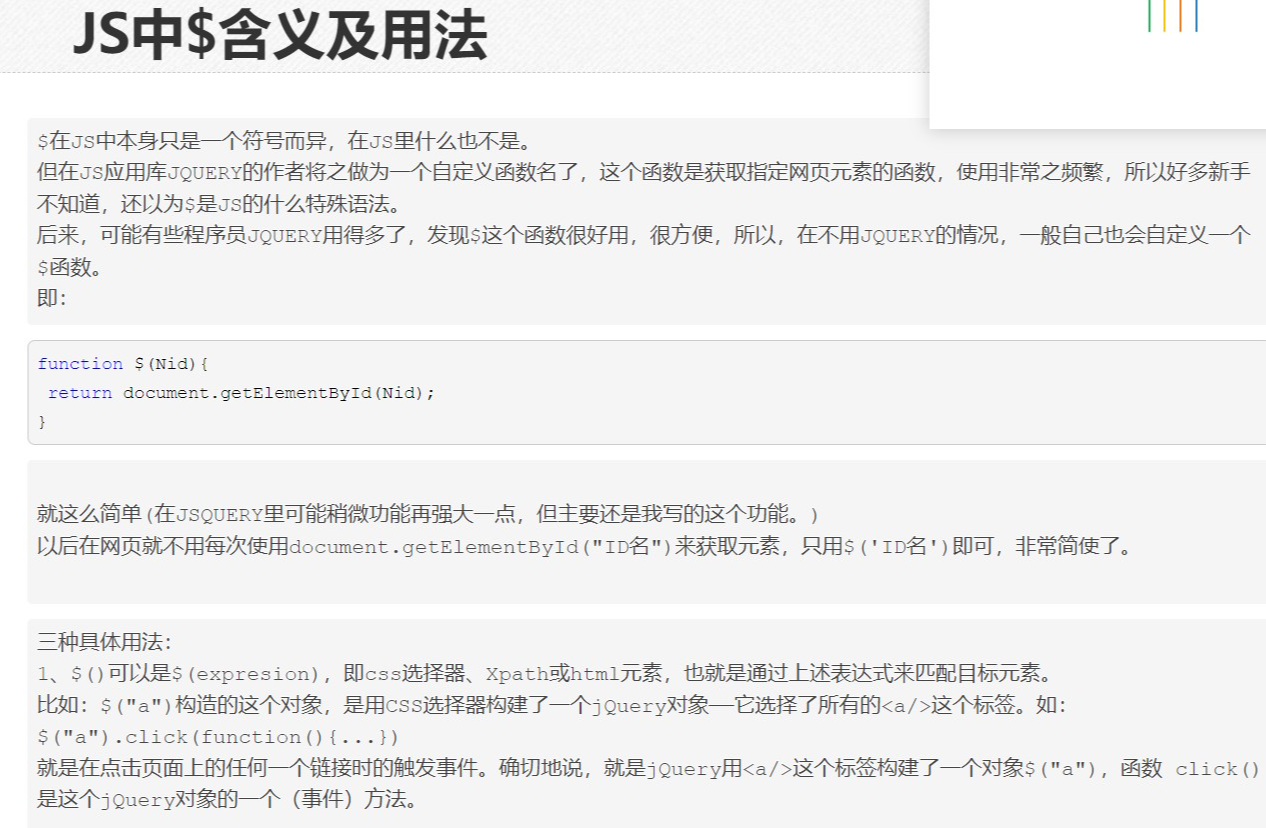 JS中$含义及用法
$在JS中本身只是一个符号而异，在JS里什么也不是。
但在JS应用库JQUERY的作者将之做为一个自定义函数名了，这个函数是获取指定网页元素的函数，使用非常之频繁，所以好多新手
不知道，还以为$是JS的什么特殊语法。
后来，可能有些程序员JQUERY用得多了，发现$这个函数很好用，很方便，所以，在不用JQUERY的情况，一般自己也会自定义一个
$函数。
即：
function $(Nid){
 return document.getElementById(Nid);
}
就这么简单(在JSQUERY里可能稍微功能再强大一点，但主要还是我写的这个功能。)
以后在网页就不用每次使用document.getElementById("ID名")来获取元素，只用$('ID名')即可，非常简使了。
三种具体用法：
1、$()可以是$(expresion)，即css选择器、Xpath或html元素，也就是通过上述表达式来匹配目标元素。
比如：$("a")构造的这个对象，是用CSS选择器构建了一个jQuery对象——它选择了所有的<a/>这个标签。如：
$("a").click(function(){...})
就是在点击页面上的任何一个链接时的触发事件。确切地说，就是jQuery用<a/>这个标签构建了一个对象$("a")，函数 click()
是这个jQuery对象的一个（事件）方法。